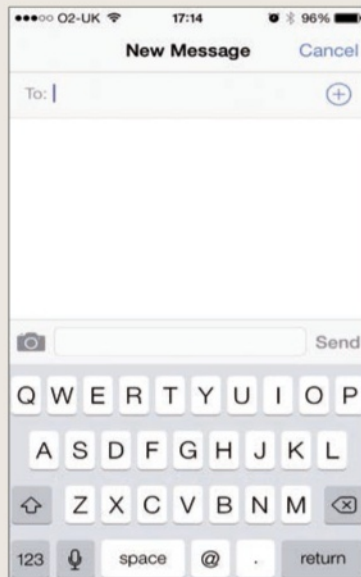 O2-UK 17:14 96%
New Message Cancel
To:
Send
Q W E R T Y U I O P
A S D F G H J K L
Z X C V B N M
123 space @ . return